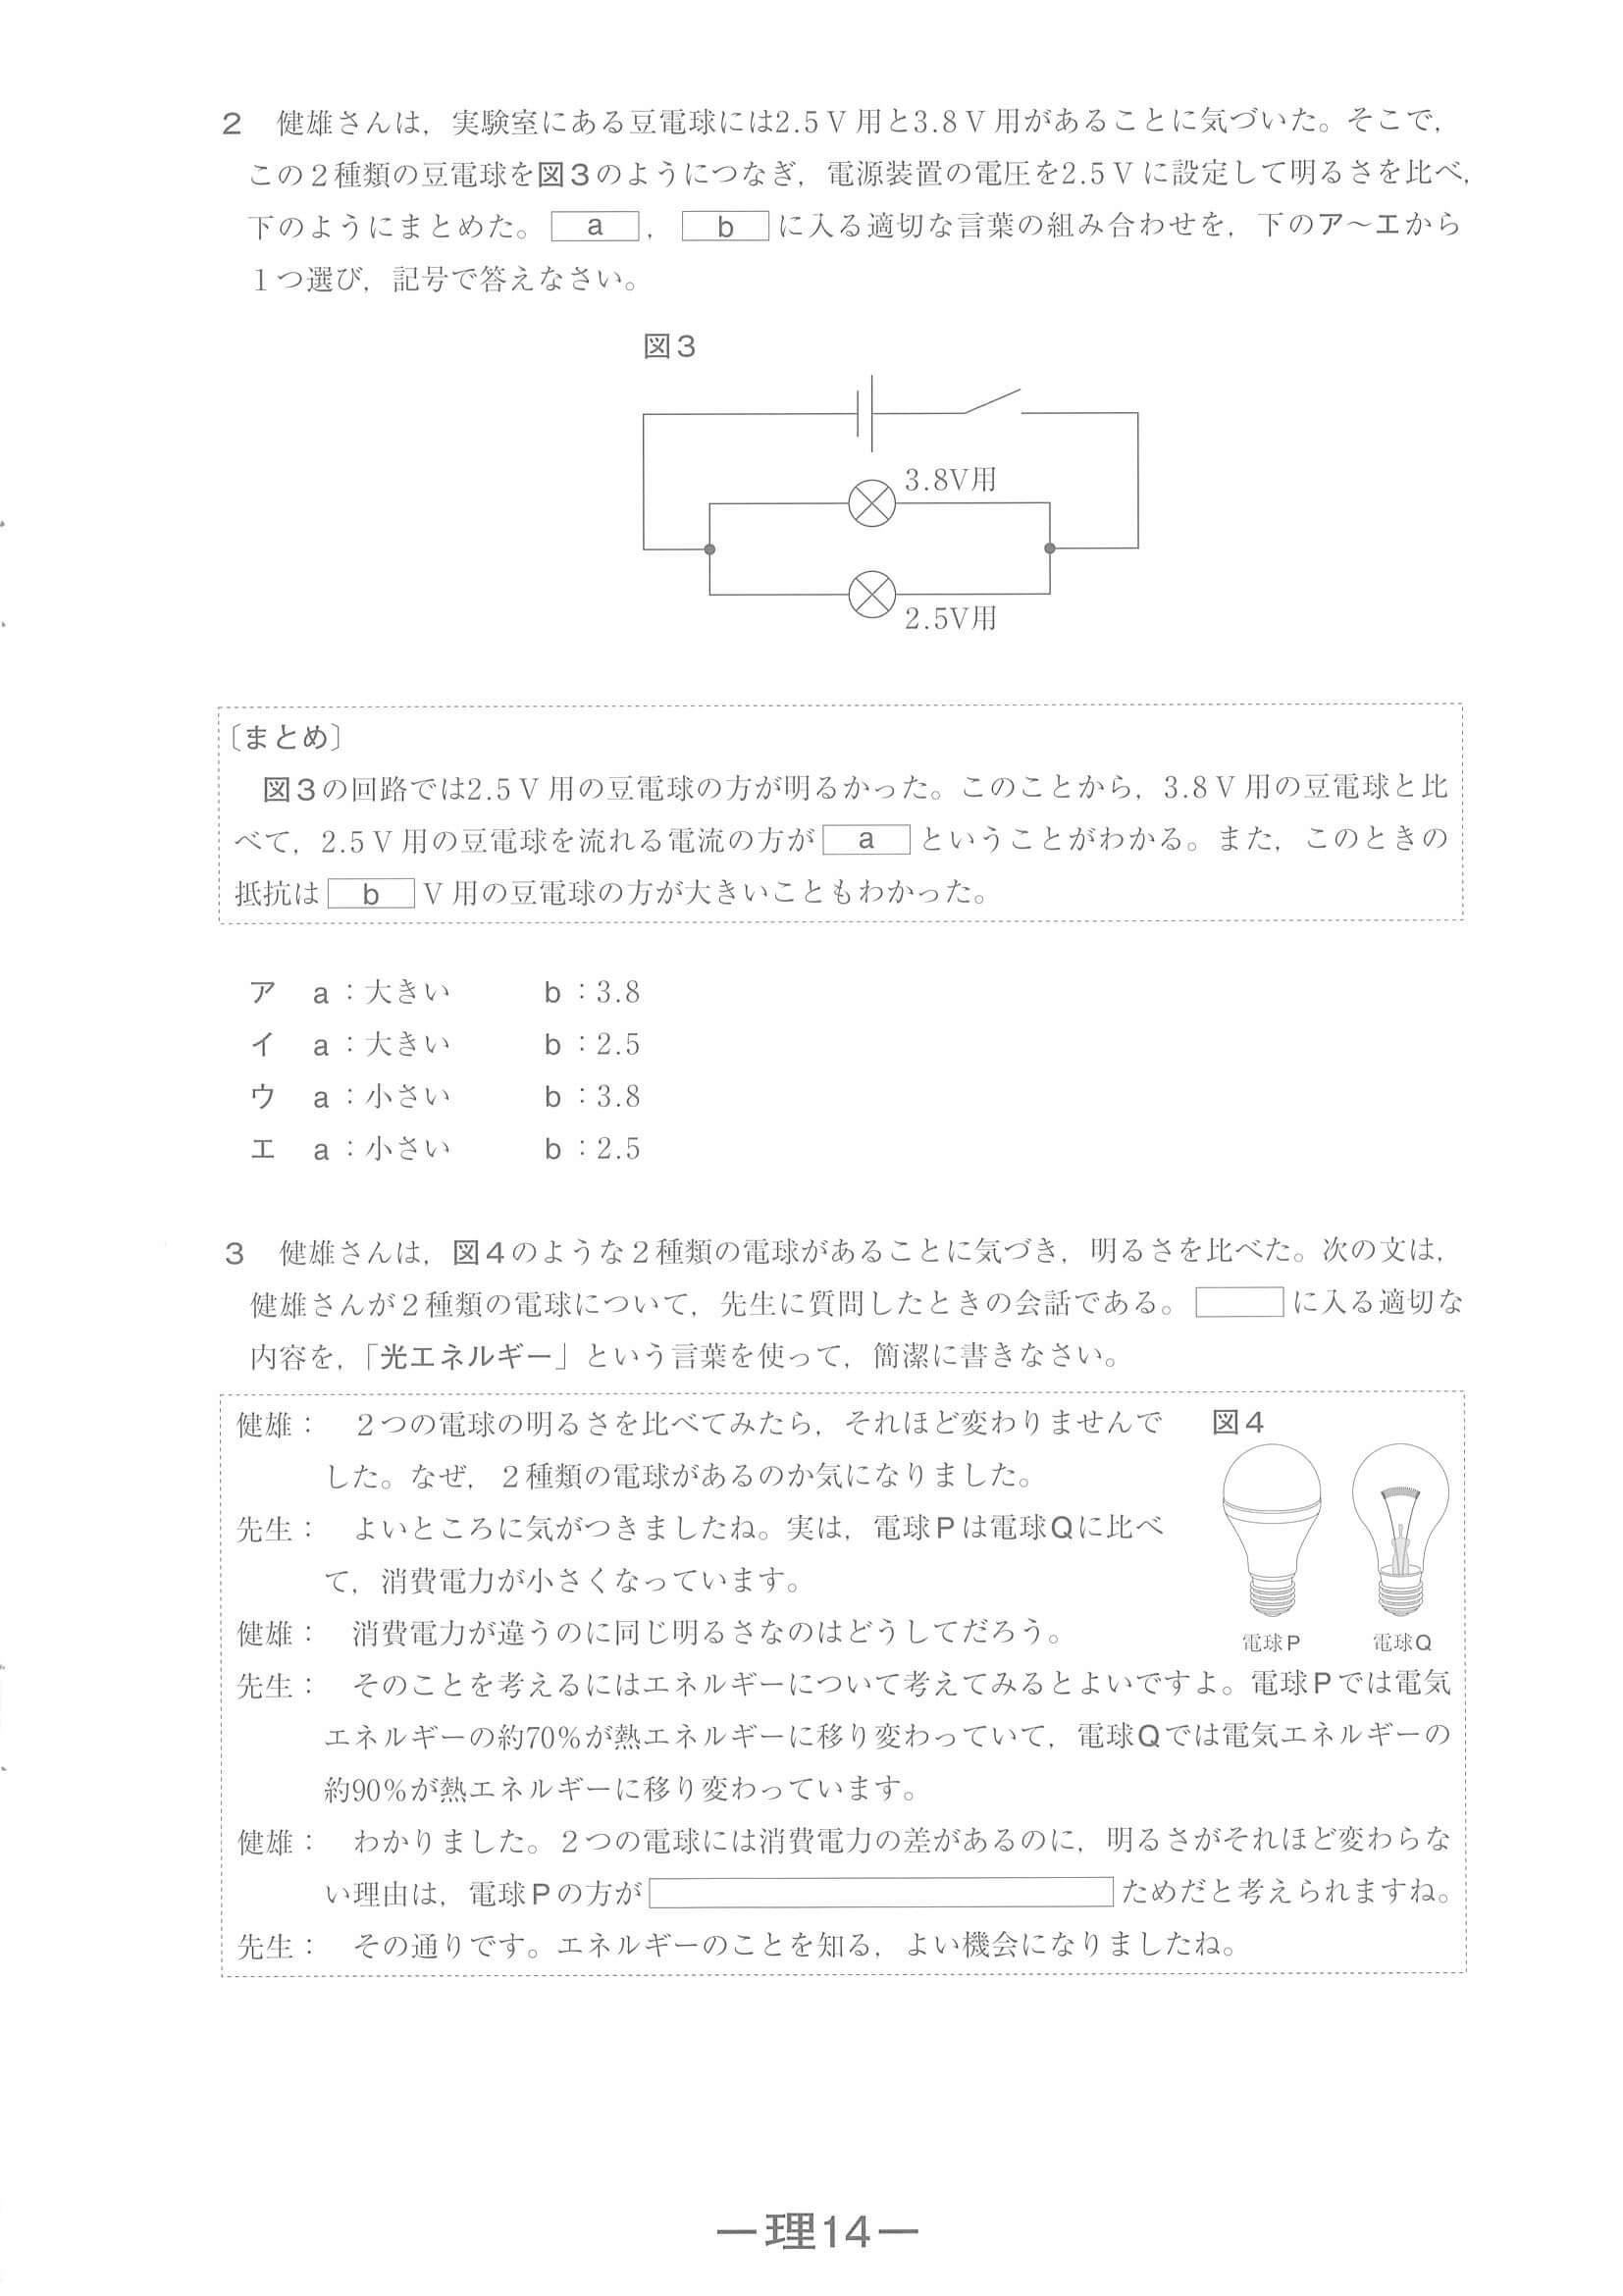 2　健雄さんは，実験室にある豆電球には2.5V用と3.8V用があることに気づいた。そこで，
この2種類の豆電球を図3のようにつなぎ，電源装置の電圧を2.5Vに設定して明るさを比べ，
下のようにまとめた。 a ， b に入る適切な言葉の組み合わせを，下のア～エから
1つ選び，記号で答えなさい。
図3
3.8V用
2.5V用
〔まとめ〕
図3の回路では2.5V用の豆電球の方が明るかった。このことから，3.8V用の豆電球と比
べて，2.5V用の豆電球を流れる電流の方が a ということがわかる。また，このときの
抵抗は b V用の豆電球の方が大きいこともわかった。
ア　a：大きい　b：3.8
イ　a：大きい　b：2.5
ウ　a：小さい　b：3.8
エ　a：小さい　b：2.5
3　健雄さんは，図4のような2種類の電球があることに気づき，明るさを比べた。次の文は，
健雄さんが2種類の電球について，先生に質問したときの会話である。　に入る適切な
内容を，「光エネルギー」という言葉を使って，簡潔に書きなさい。
健雄：　2つの電球の明るさを比べてみたら，それほど変わりませんで
した。なぜ，2種類の電球があるのか気になりました。
先生：　よいところに気がつきましたね。実は，電球Pは電球Qに比べ
て，消費電力が小さくなっています。
健雄：　消費電力が違うのに同じ明るさなのはどうしてだろう。
図4
電球P　電球Q
先生：　そのことを考えるにはエネルギーについて考えてみるとよいですよ。電球Pでは電気
エネルギーの約70%が熱エネルギーに移り変わっていて，電球Qでは電気エネルギーの
約90%が熱エネルギーに移り変わっています。
健雄：　わかりました。2つの電球には消費電力の差があるのに，明るさがそれほど変わらな
い理由は，電球Pの方が　ためだと考えられますね。
先生：　その通りです。エネルギーのことを知る，よい機会になりましたね。
―理14―